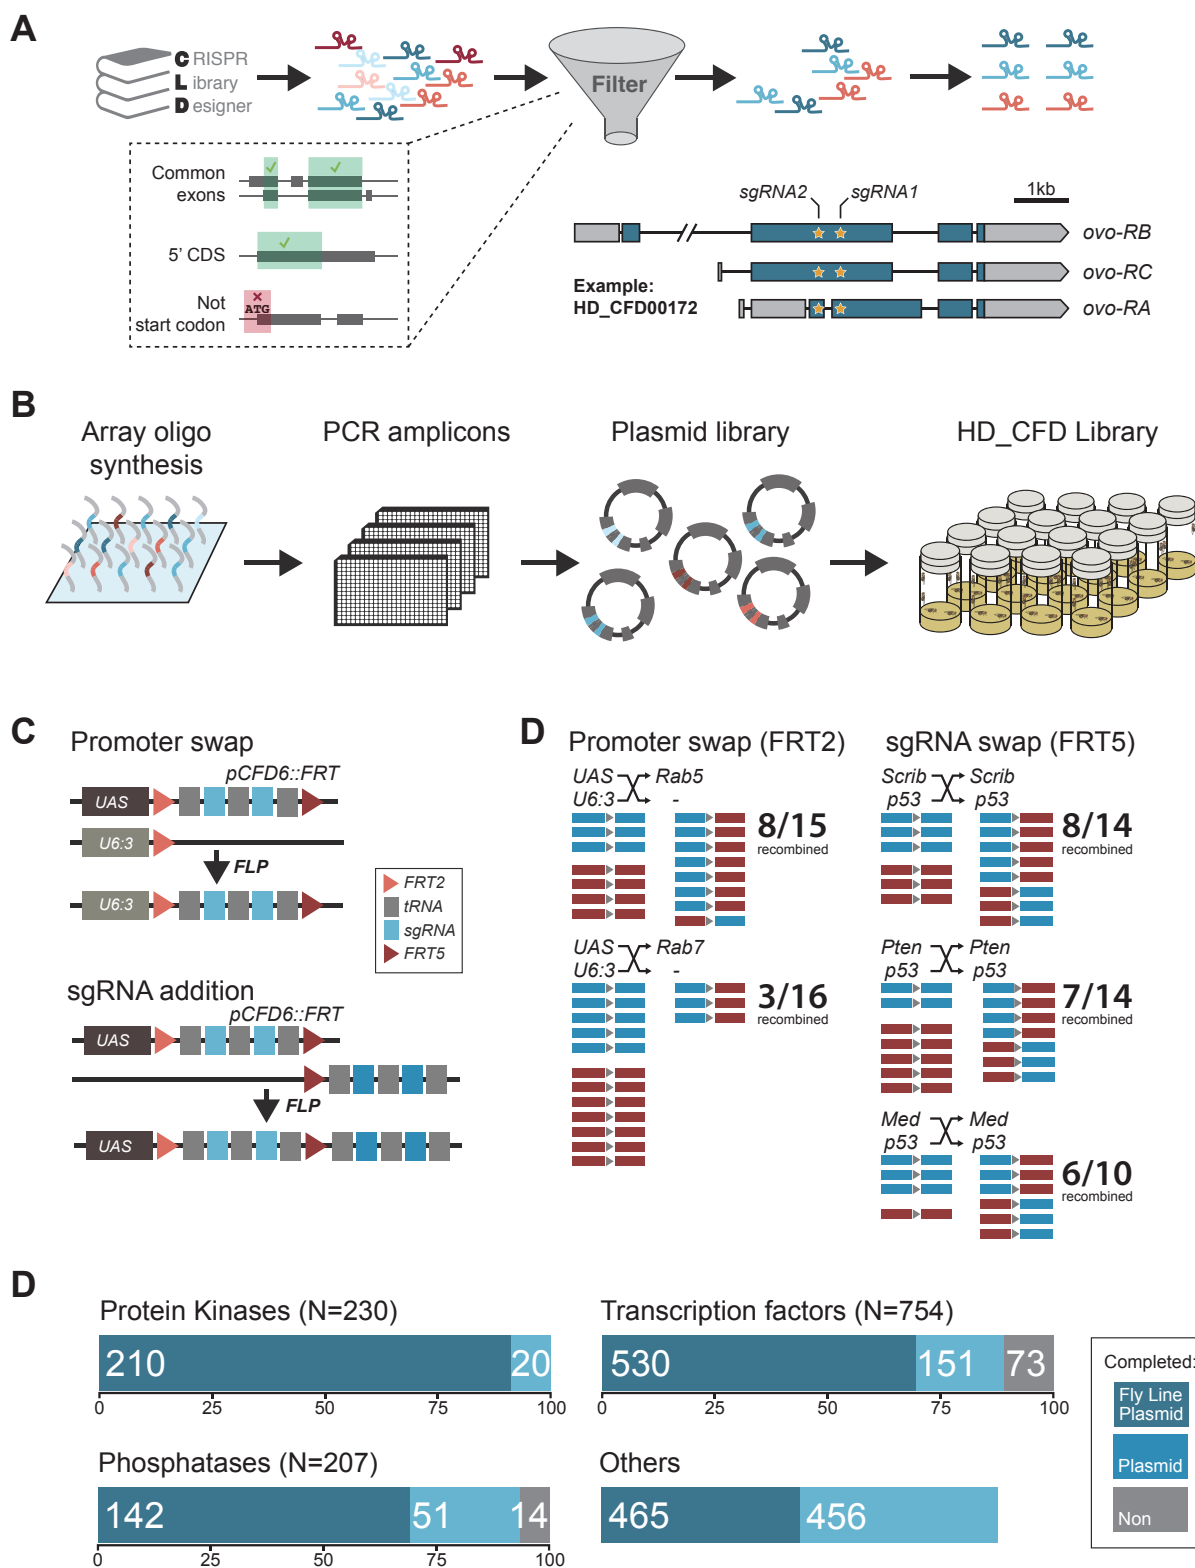 A
CRISPR
Library
Designer
Filter
Common
exons
5' CDS
Not
start codon
ATG
sgRNA2
sgRNA1
1kb
ovo-RB
ovo-RC
ovo-RA
Example:
HD_CFD00172
B
Array oligo
synthesis
PCR amplicons
Plasmid library
HD_CFD Library
C
Promoter swap
pCFD6::FRT
UAS
U6:3
FLP
U6:3
FRT2
tRNA
sgRNA
FRT5
sgRNA addition
pCFD6::FRT
UAS
FLP
UAS
D
Promoter swap (FRT2)
UAS Rab5
U6:3 -
8/15
recombined
UAS Rab7
U6:3 -
3/16
recombined
sgRNA swap (FRT5)
Scrib Scrib
p53 p53
8/14
recombined
Pten Pten
p53 p53
7/14
recombined
Med Med
p53 p53
6/10
recombined
D
Protein Kinases (N=230)
210 20
0 25 50 75 100
Transcription factors (N=754)
530 151 73
0 25 50 75 100
Phosphatases (N=207)
142 51 14
0 25 50 75 100
Others
465 456
Completed:
Fly Line
Plasmid
Plasmid
Non